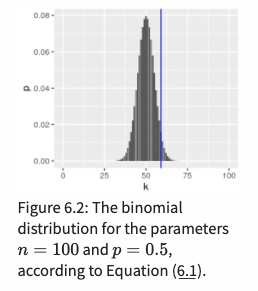 0.08
0.06
0.04
0.02
0.00
p
0
25
50
75
100
k
Figure 6.2: The binomial
distribution for the parameters
n = 100 and p = 0.5,
according to Equation (6.1).